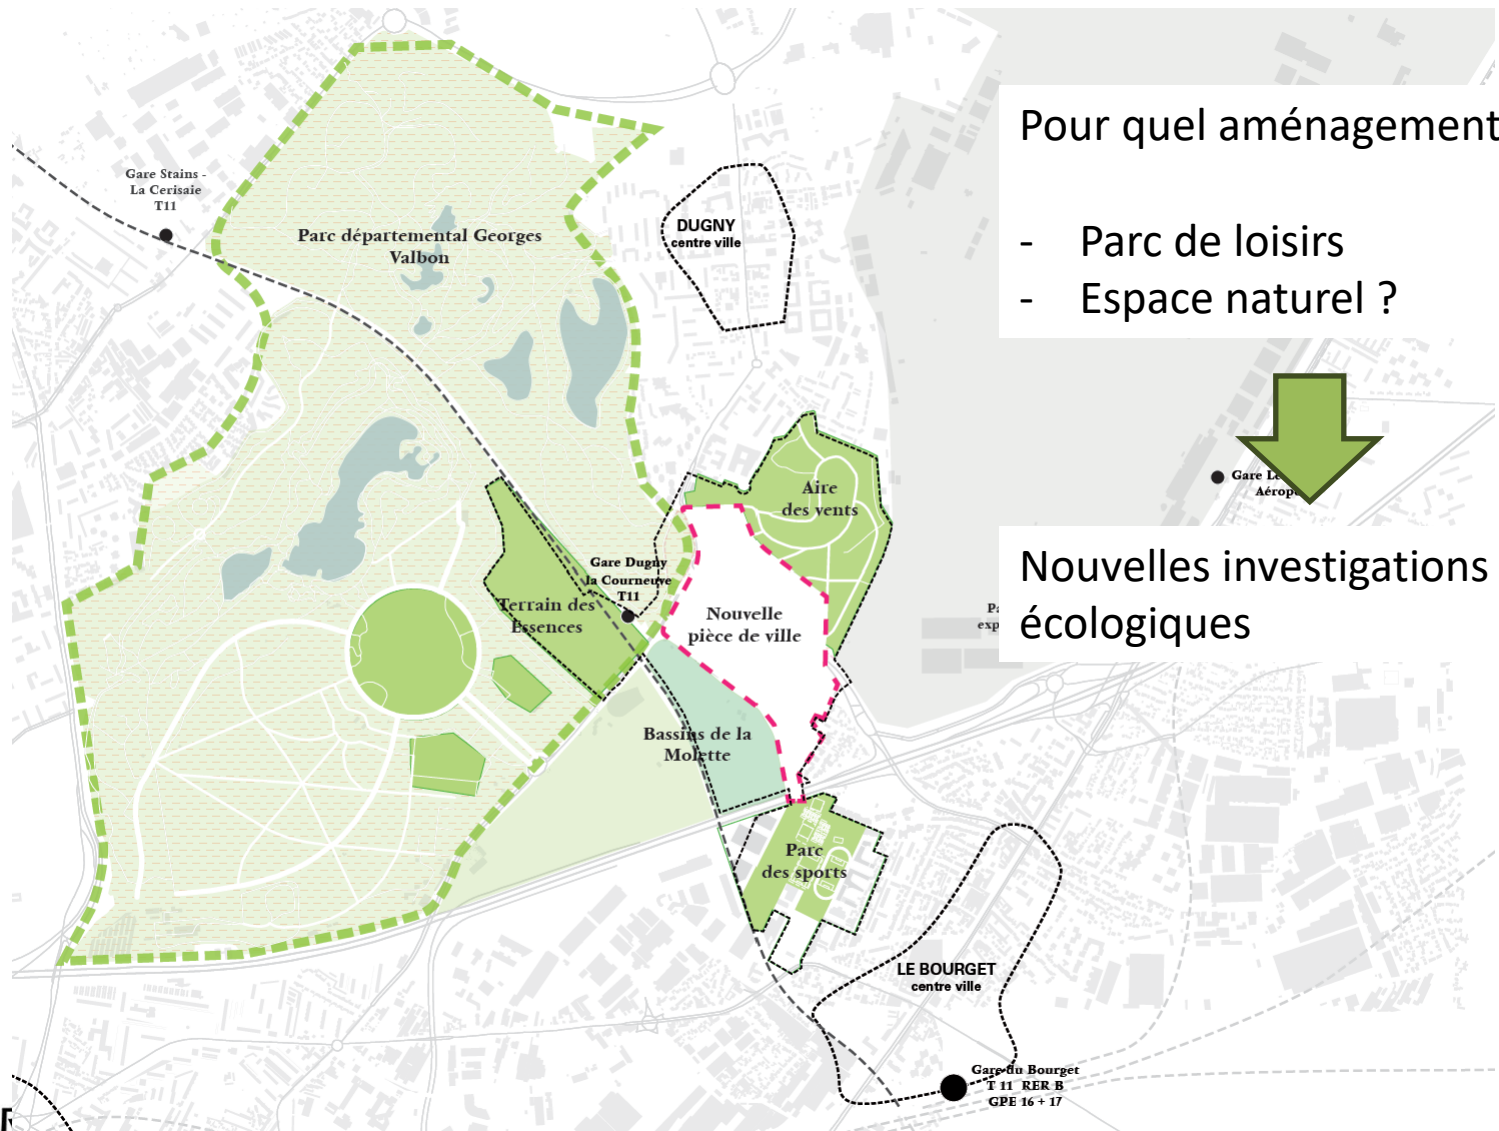 Pour quel aménagement
- Parc de loisirs
- Espace naturel ?
Gare Stains -
La Cerisaie
T11
Parc départemental Georges
Valbon
DUGNY
centre ville
Aire
des vents
Gare
Nouvelles investigations
écologiques
Gare Dugny
la Courneuve
T11
Terrain des
Essences
Nouvelle
pièce de ville
Bassins de la
Molette
Parc
des sports
LE BOURGET
centre ville
Gare du Bourget
T 11 RER B
GPE 16 + 17